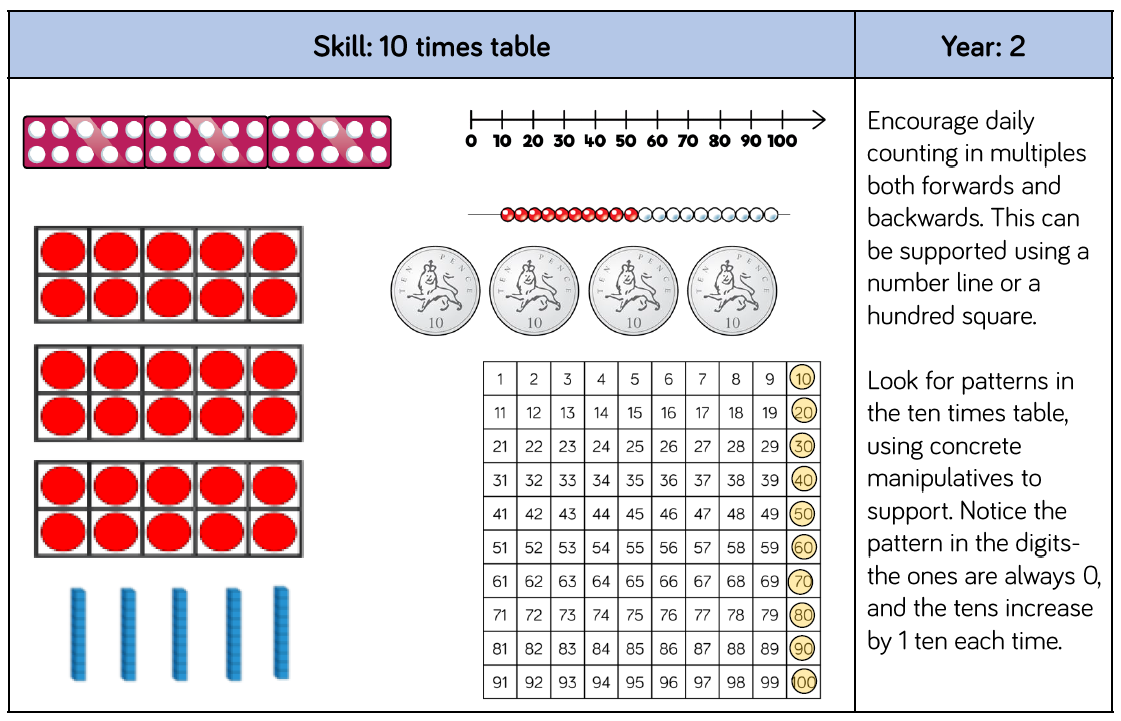 Skill: 10 times table
Year: 2
0 10 20 30 40 50 60 70 80 90 100
TEN PENCE 10
TEN PENCE 10
TEN PENCE 10
TEN PENCE 10
1 2 3 4 5 6 7 8 9 10
11 12 13 14 15 16 17 18 19 20
21 22 23 24 25 26 27 28 29 30
31 32 33 34 35 36 37 38 39 40
41 42 43 44 45 46 47 48 49 50
51 52 53 54 55 56 57 58 59 60
61 62 63 64 65 66 67 68 69 70
71 72 73 74 75 76 77 78 79 80
81 82 83 84 85 86 87 88 89 90
91 92 93 94 95 96 97 98 99 100
Encourage daily
counting in multiples
both forwards and
backwards. This can
be supported using a
number line or a
hundred square.
Look for patterns in
the ten times table,
using concrete
manipulatives to
support. Notice the
pattern in the digits-
the ones are always 0,
and the tens increase
by 1 ten each time.